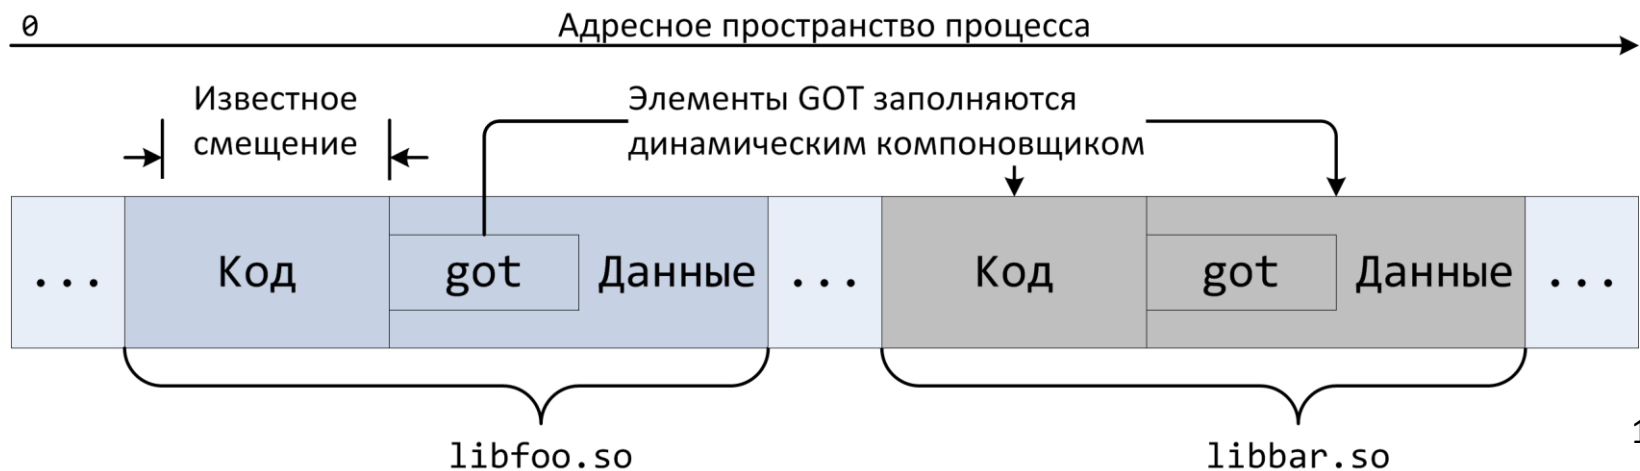 0
Адресное пространство процесса
Известное
смещение
Элементы GOT заполняются
динамическим компоновщиком
... Код got Данные ... Код got Данные ...
libfoo.so
libbar.so